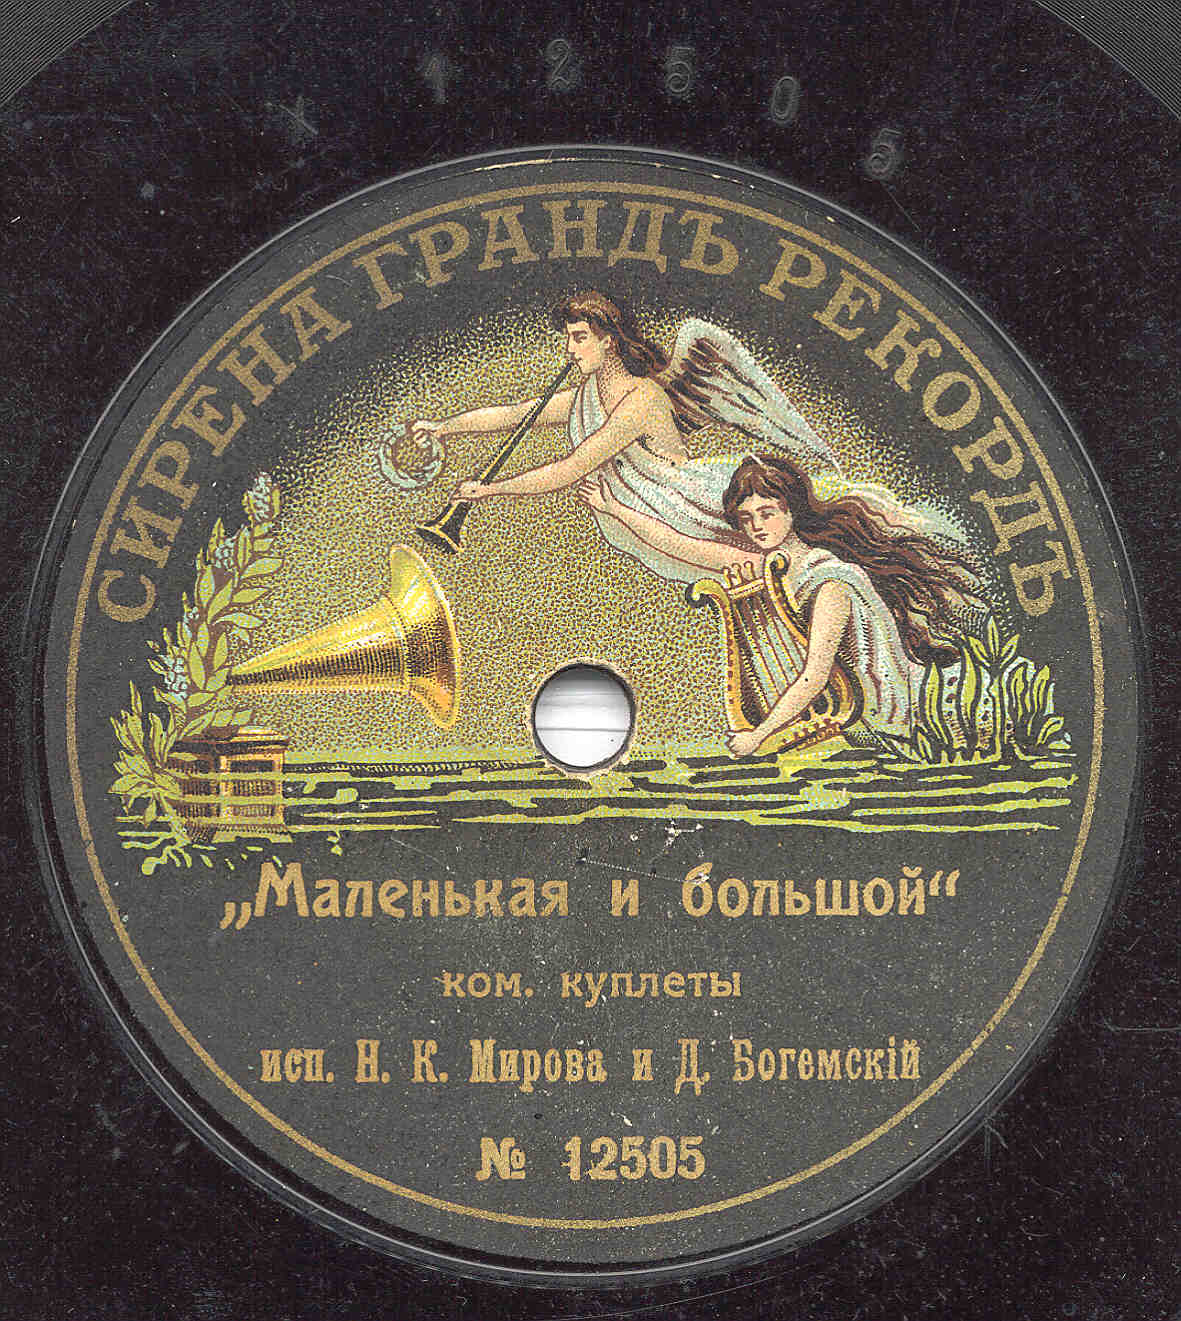 12505
СИРЕНА ГРАНДЪ РЕКОРДЪ
„Маленькая и большой“
ком. куплеты
исп. Н. К. Мирова и Д. Богемскій
№ 12505